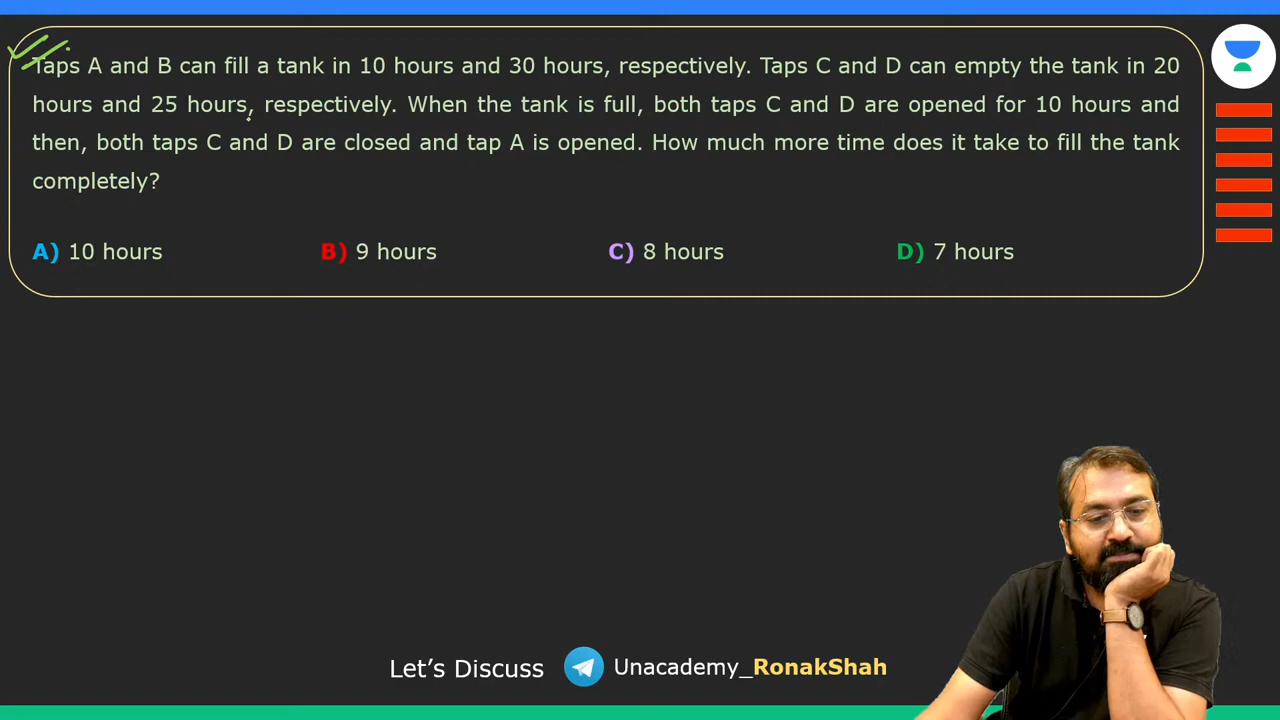 Taps A and B can fill a tank in 10 hours and 30 hours, respectively. Taps C and D can empty the tank in 20
hours and 25 hours, respectively. When the tank is full, both taps C and D are opened for 10 hours and
then, both taps C and D are closed and tap A is opened. How much more time does it take to fill the tank
completely?
A) 10 hours B) 9 hours C) 8 hours D) 7 hours
Let’s Discuss Unacademy_RonakShah